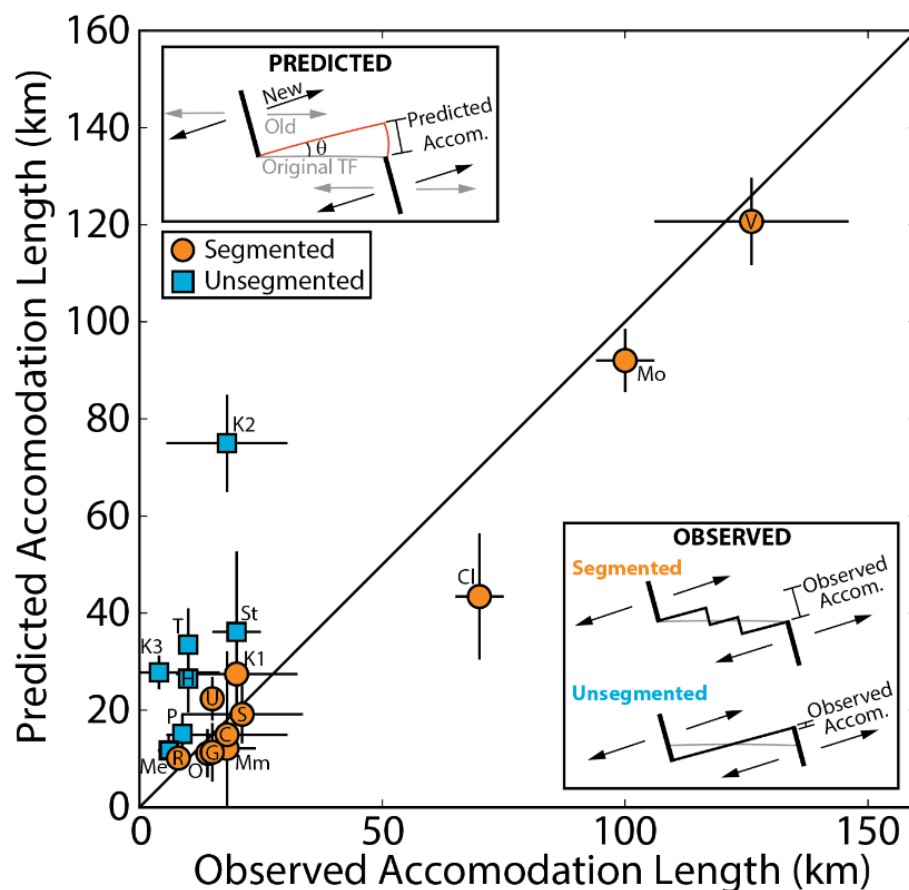 Predicted Accomodation Length (km)
160
140
120
100
80
60
40
20
0
PREDICTED
New
Old
θ
Original TF
Predicted
Accom.
Segmented
Unsegmented
V
Mo
K2
Cl
St
T
K3
K1
H
U
S
P
C
Me
R
O
G
Mm
OBSERVED
Segmented
Observed
Accom.
Unsegmented
Observed
Accom.
0
50
100
150
Observed Accomodation Length (km)